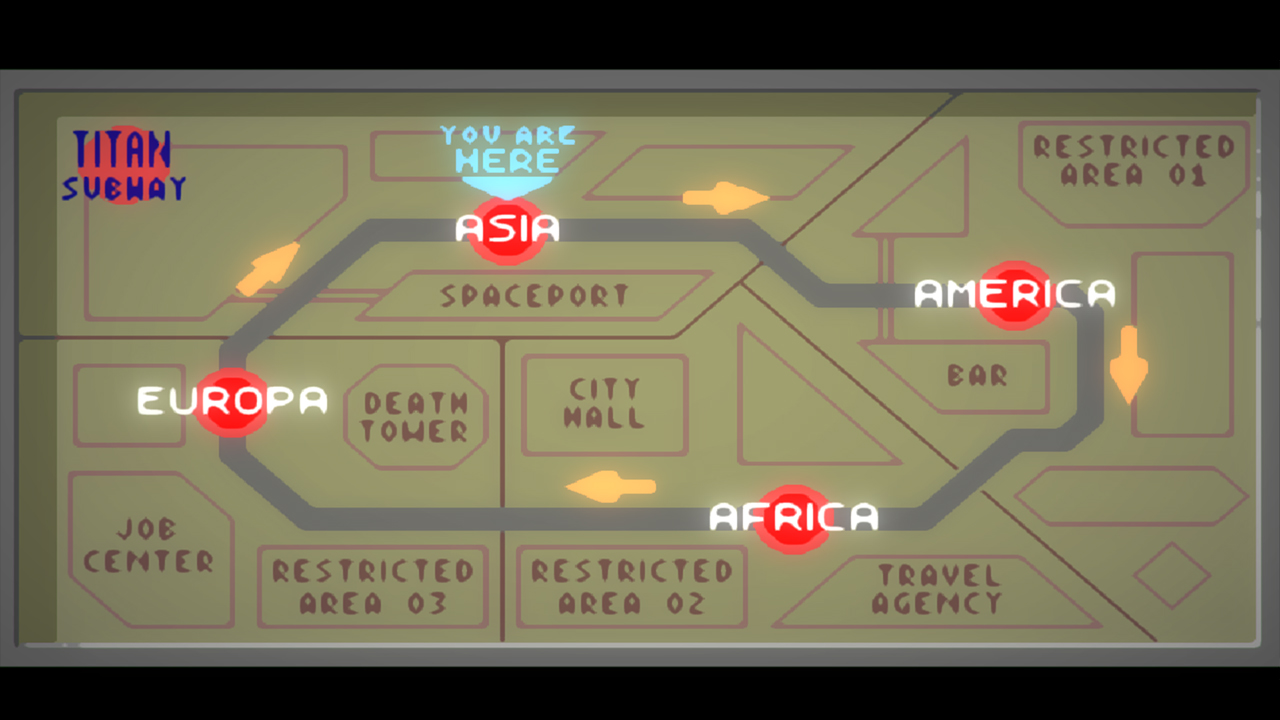 TITAN
SUBWAY
YOU ARE
HERE
ASIA
RESTRICTED
AREA 01
SPACEPORT
AMERICA
EUROPA
DEATH
TOWER
CITY
HALL
BAR
AFRICA
JOB
CENTER
RESTRICTED
AREA 03
RESTRICTED
AREA 02
TRAVEL
AGENCY